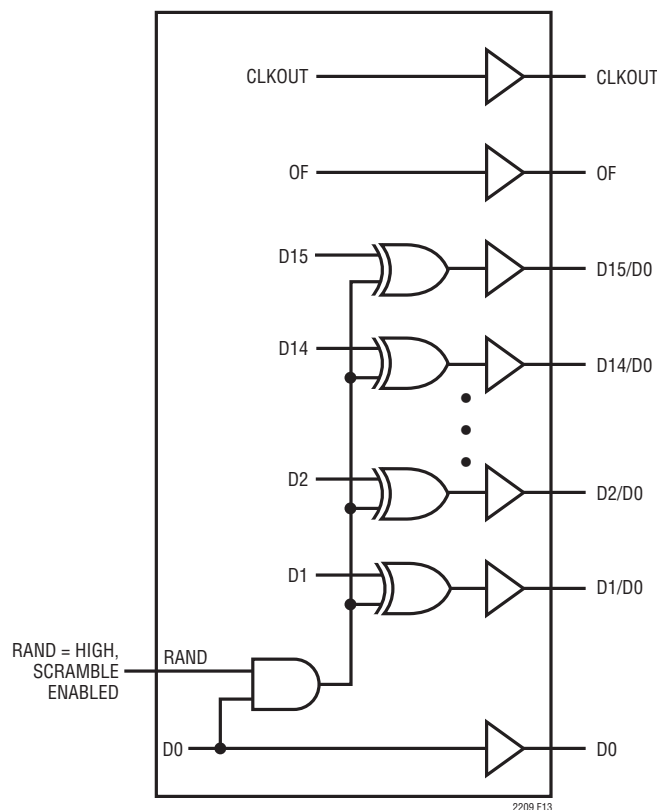 CLKOUT
CLKOUT
OF
OF
D15
D15/D0
D14
D14/D0
D2
D2/D0
D1
D1/D0
RAND = HIGH,
SCRAMBLE
ENABLED
RAND
D0
D0
2209 F13